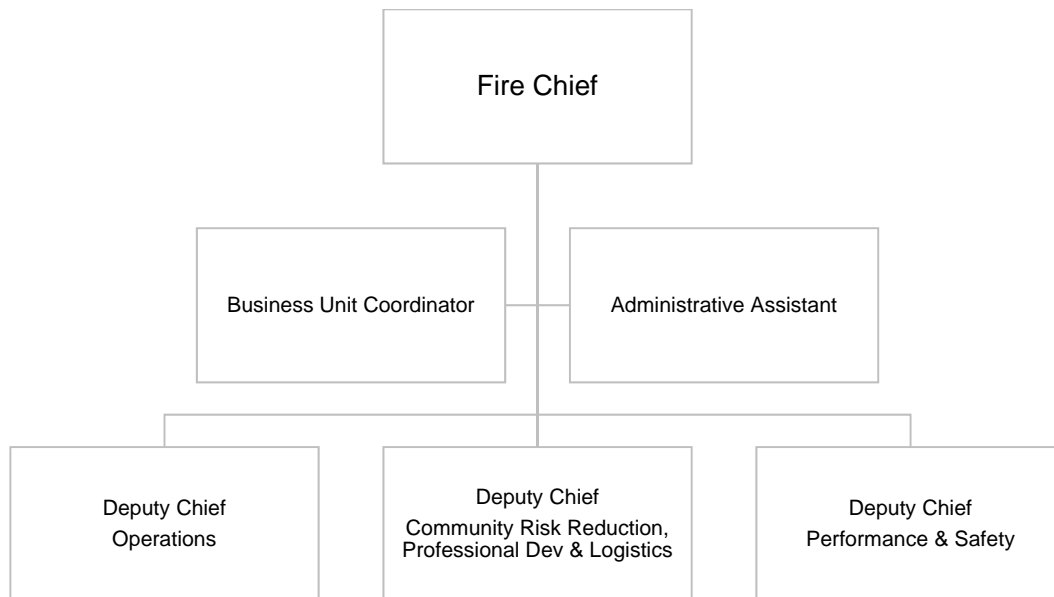 Fire Chief
Business Unit Coordinator
Administrative Assistant
Deputy Chief
Operations
Deputy Chief
Community Risk Reduction,
Professional Dev & Logistics
Deputy Chief
Performance & Safety